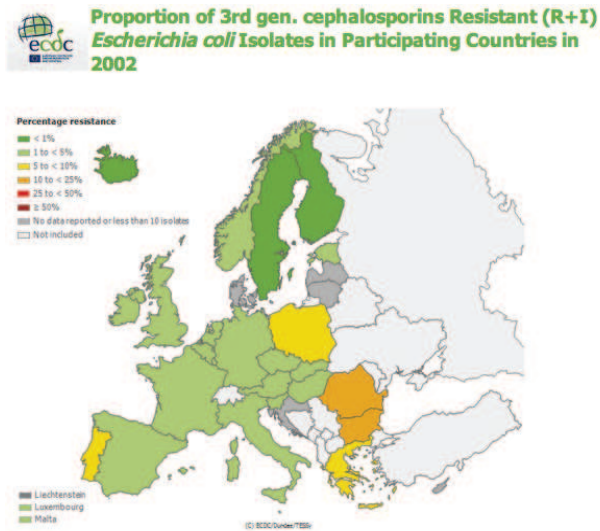 ecdc
Proportion of 3rd gen. cephalosporins Resistant (R+I)
Escherichia coli Isolates in Participating Countries in
2002
Percentage resistance
< 1%
1 to < 5%
5 to < 10%
10 to < 25%
25 to < 50%
≥ 50%
No data reported or less than 10 isolates
Not included
Liechtenstein
Luxembourg
Malta
(C) ECDC/Dundas/TESSy